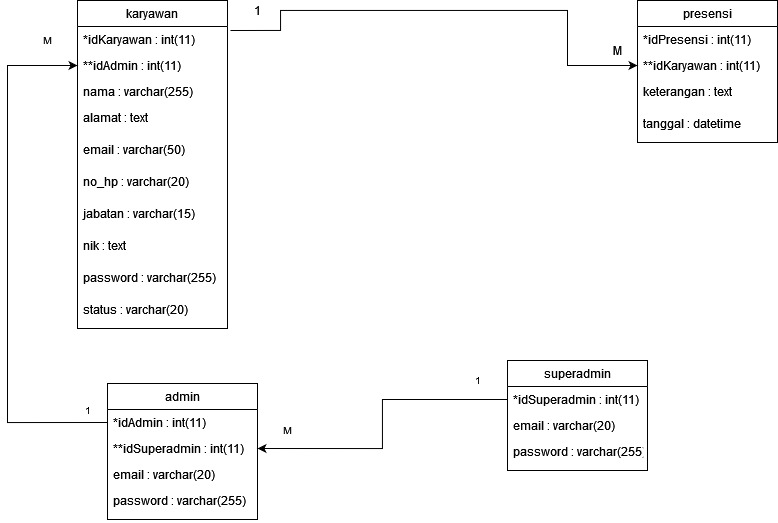 karyawan
*idKaryawan : int(11)
**idAdmin : int(11)
nama : varchar(255)
alamat : text
email : varchar(50)
no_hp : varchar(20)
jabatan : varchar(15)
nik : text
password : varchar(255)
status : varchar(20)
M
1
M
presensi
*idPresensi : int(11)
**idKaryawan : int(11)
keterangan : text
tanggal : datetime
admin
*idAdmin : int(11)
**idSuperadmin : int(11)
email : varchar(20)
password : varchar(255)
1
M
1
superadmin
*idSuperadmin : int(11)
email : varchar(20)
password : varchar(255